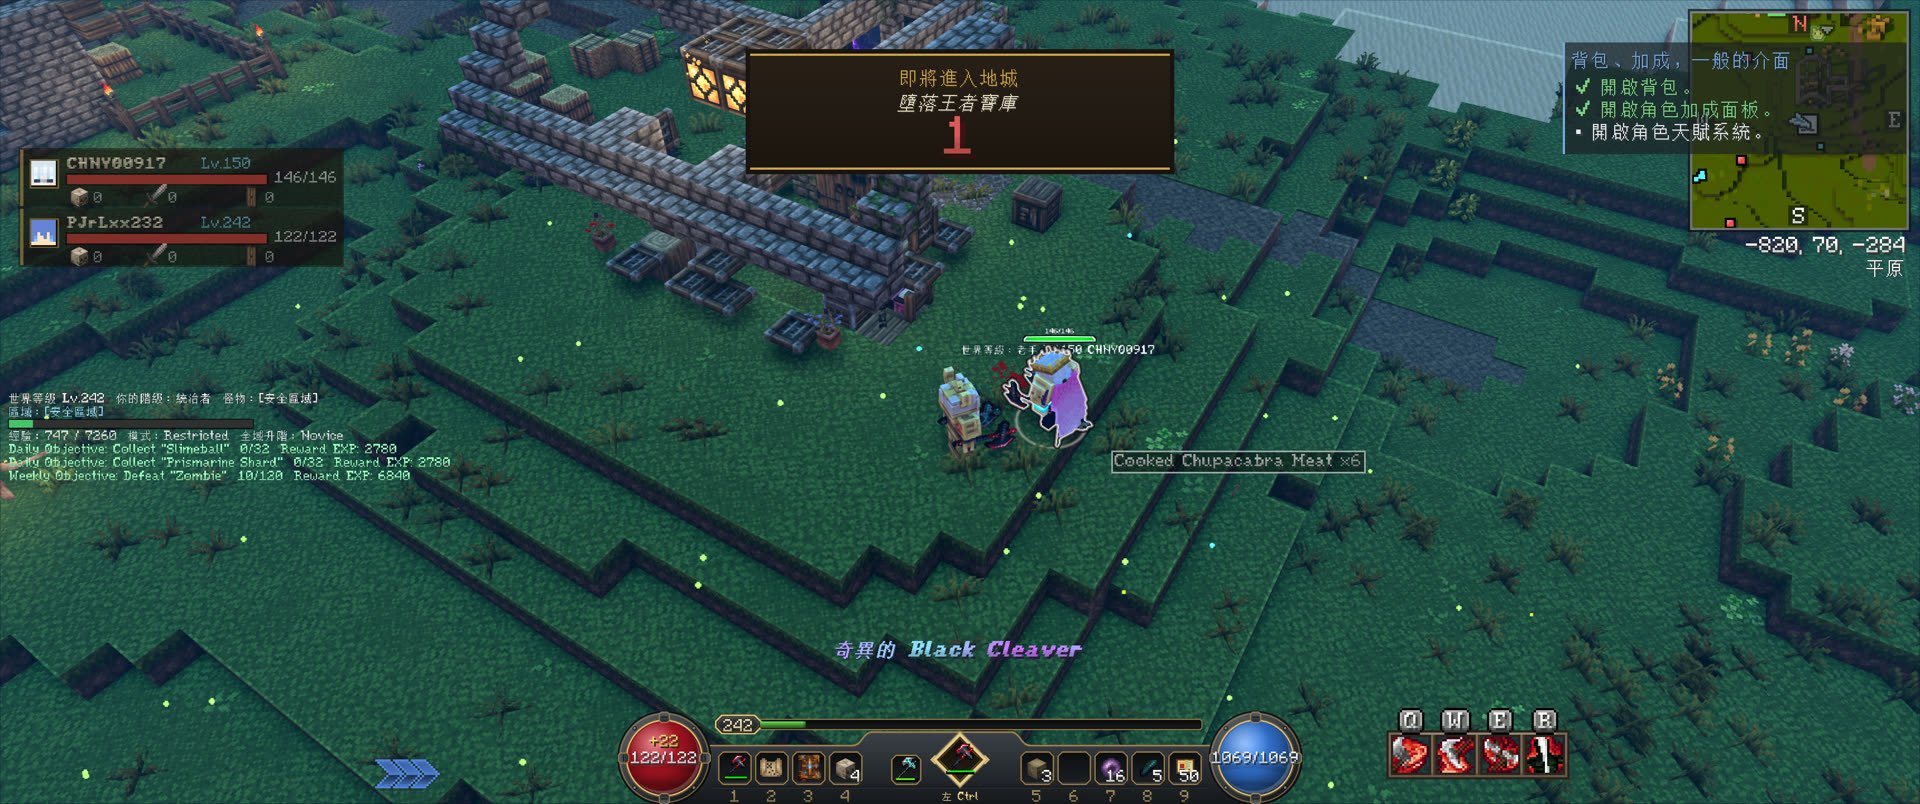 即將進入地城
墮落王者寶庫
1
背包、加成，一般的介面
✓ 開啟背包。
✓ 開啟角色加成面板。
▪ 開啟角色天賦系統。
N
E
S
-820, 70, -284
平原
CHNY00917 Lv.150
146/146
0 0 0
PJrLxx232 Lv.242
122/122
0 0 0
146/146
CHNY00917
Cooked Chupacabra Meat x6
世界等級 Lv.242 你的階級：統治者 怪物：[安全區域]
區域：[安全區域]
經驗：747 / 7260 模式：Restricted 全域升階：Novice
Daily Objective: Collect "Slimeball" 0/32 Reward EXP: 2780
Daily Objective: Collect "Prismarine Shard" 0/32 Reward EXP: 2780
Weekly Objective: Defeat "Zombie" 10/120 Reward EXP: 6840
奇異的 Black Cleaver
242
+22
122/122
1069/1069
4 3 16 5 50
1 2 3 4 左 Ctrl 5 6 7 8 9
Q W E R